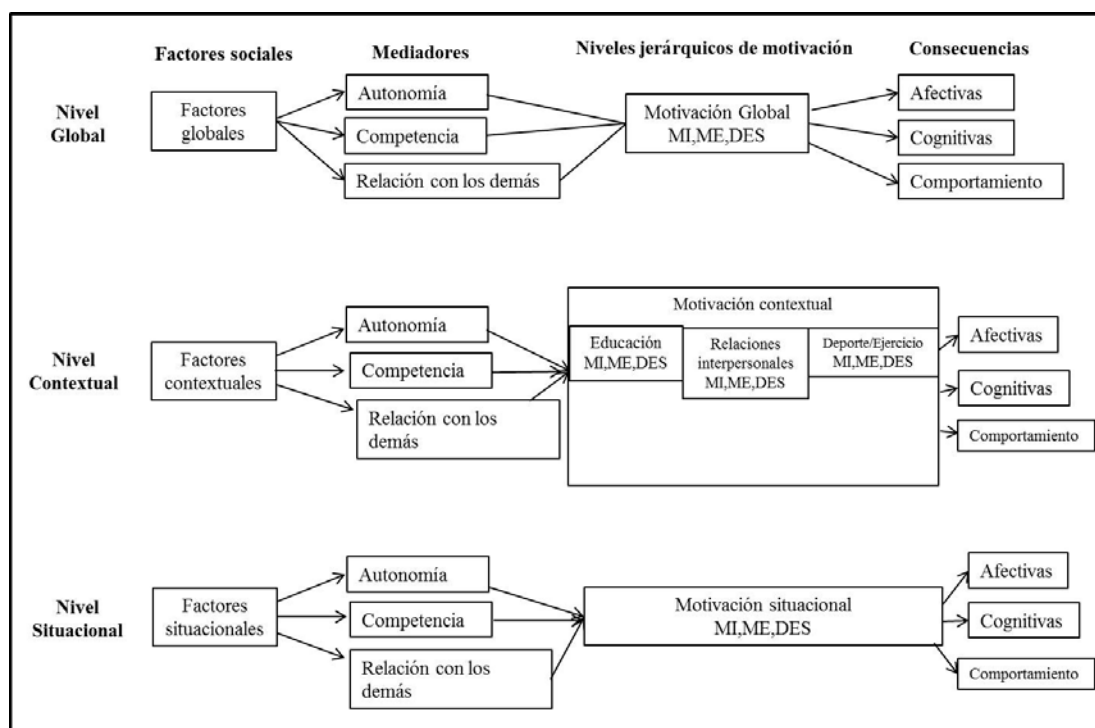 Factores sociales
Mediadores
Niveles jerárquicos de motivación
Consecuencias
Nivel
Global
Factores
globales
Autonomía
Competencia
Relación con los demás
Motivación Global
MI,ME,DES
Afectivas
Cognitivas
Comportamiento
Nivel
Contextual
Factores
contextuales
Autonomía
Competencia
Relación con los
demás
Motivación contextual
Educación
MI,ME,DES
Relaciones
interpersonales
MI,ME,DES
Deporte/Ejercicio
MI,ME,DES
Afectivas
Cognitivas
Comportamiento
Nivel
Situacional
Factores
situacionales
Autonomía
Competencia
Relación con los
demás
Motivación situacional
MI,ME,DES
Afectivas
Cognitivas
Comportamiento